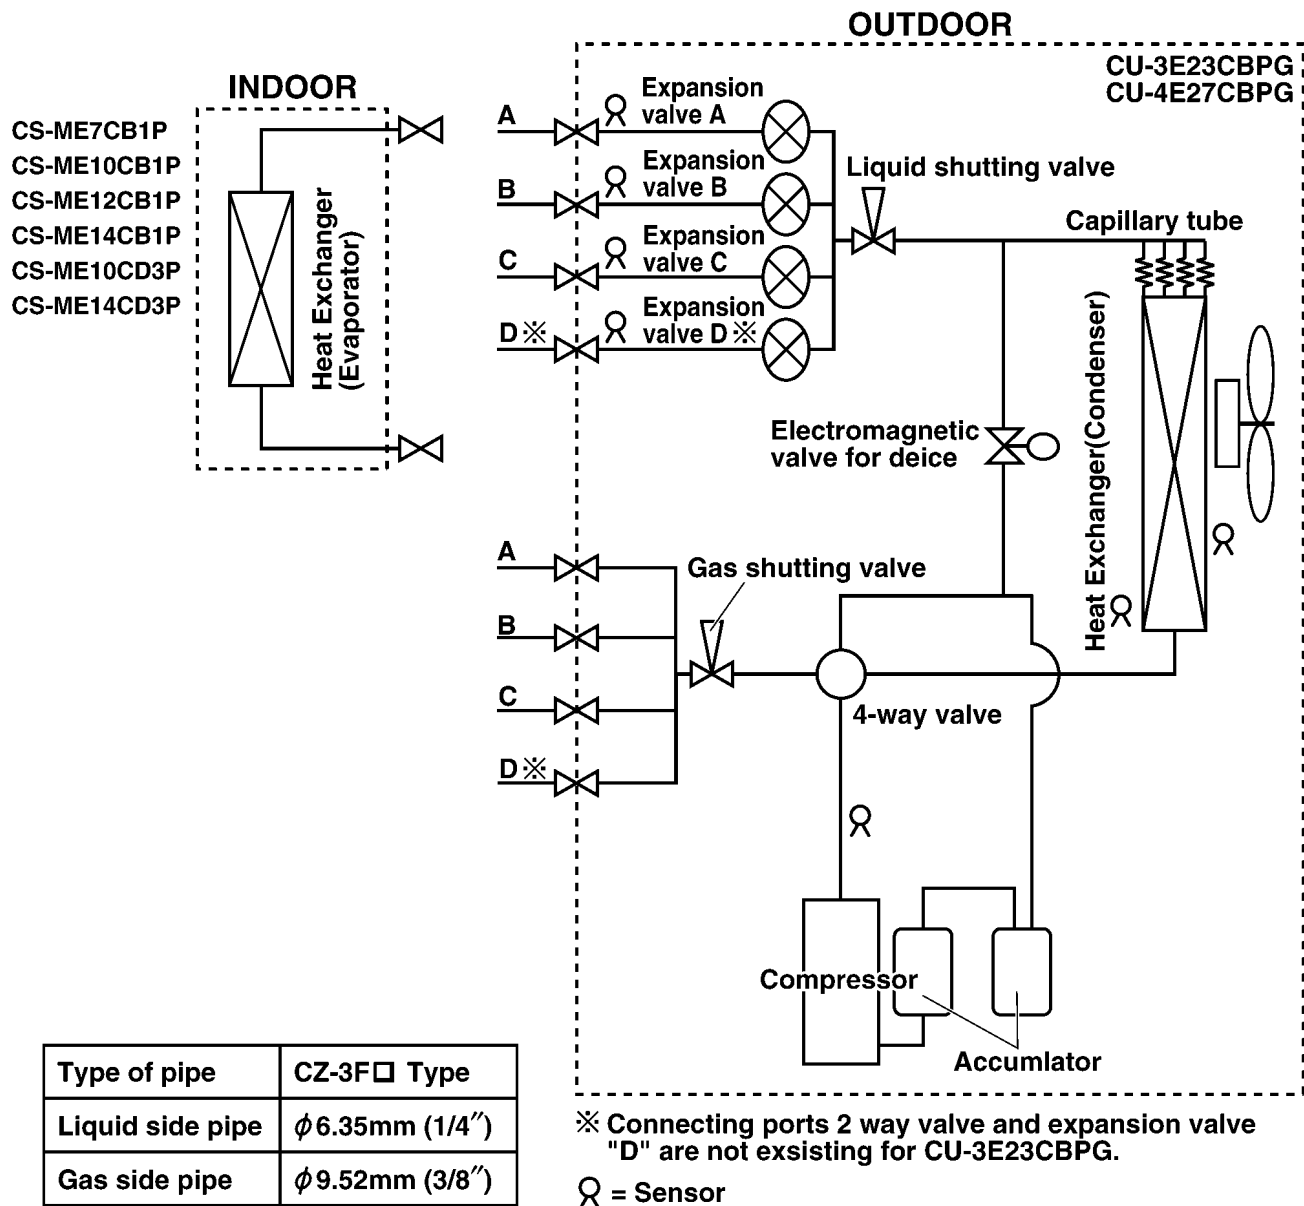 OUTDOOR
CU-3E23CBPG
CU-4E27CBPG
INDOOR
CS-ME7CB1P
CS-ME10CB1P
CS-ME12CB1P
CS-ME14CB1P
CS-ME10CD3P
CS-ME14CD3P
Heat Exchanger
(Evaporator)
A
Expansion
valve A
B
Expansion
valve B
C
Expansion
valve C
D※
Expansion
valve D※
Liquid shutting valve
Capillary tube
Heat Exchanger(Condenser)
Electromagnetic
valve for deice
A
B
C
D※
Gas shutting valve
4-way valve
Compressor
Accumlator
Type of pipe
CZ-3F□ Type
Liquid side pipe
ϕ6.35mm (1/4″)
Gas side pipe
ϕ9.52mm (3/8″)
※ Connecting ports 2 way valve and expansion valve
"D" are not exsisting for CU-3E23CBPG.
= Sensor